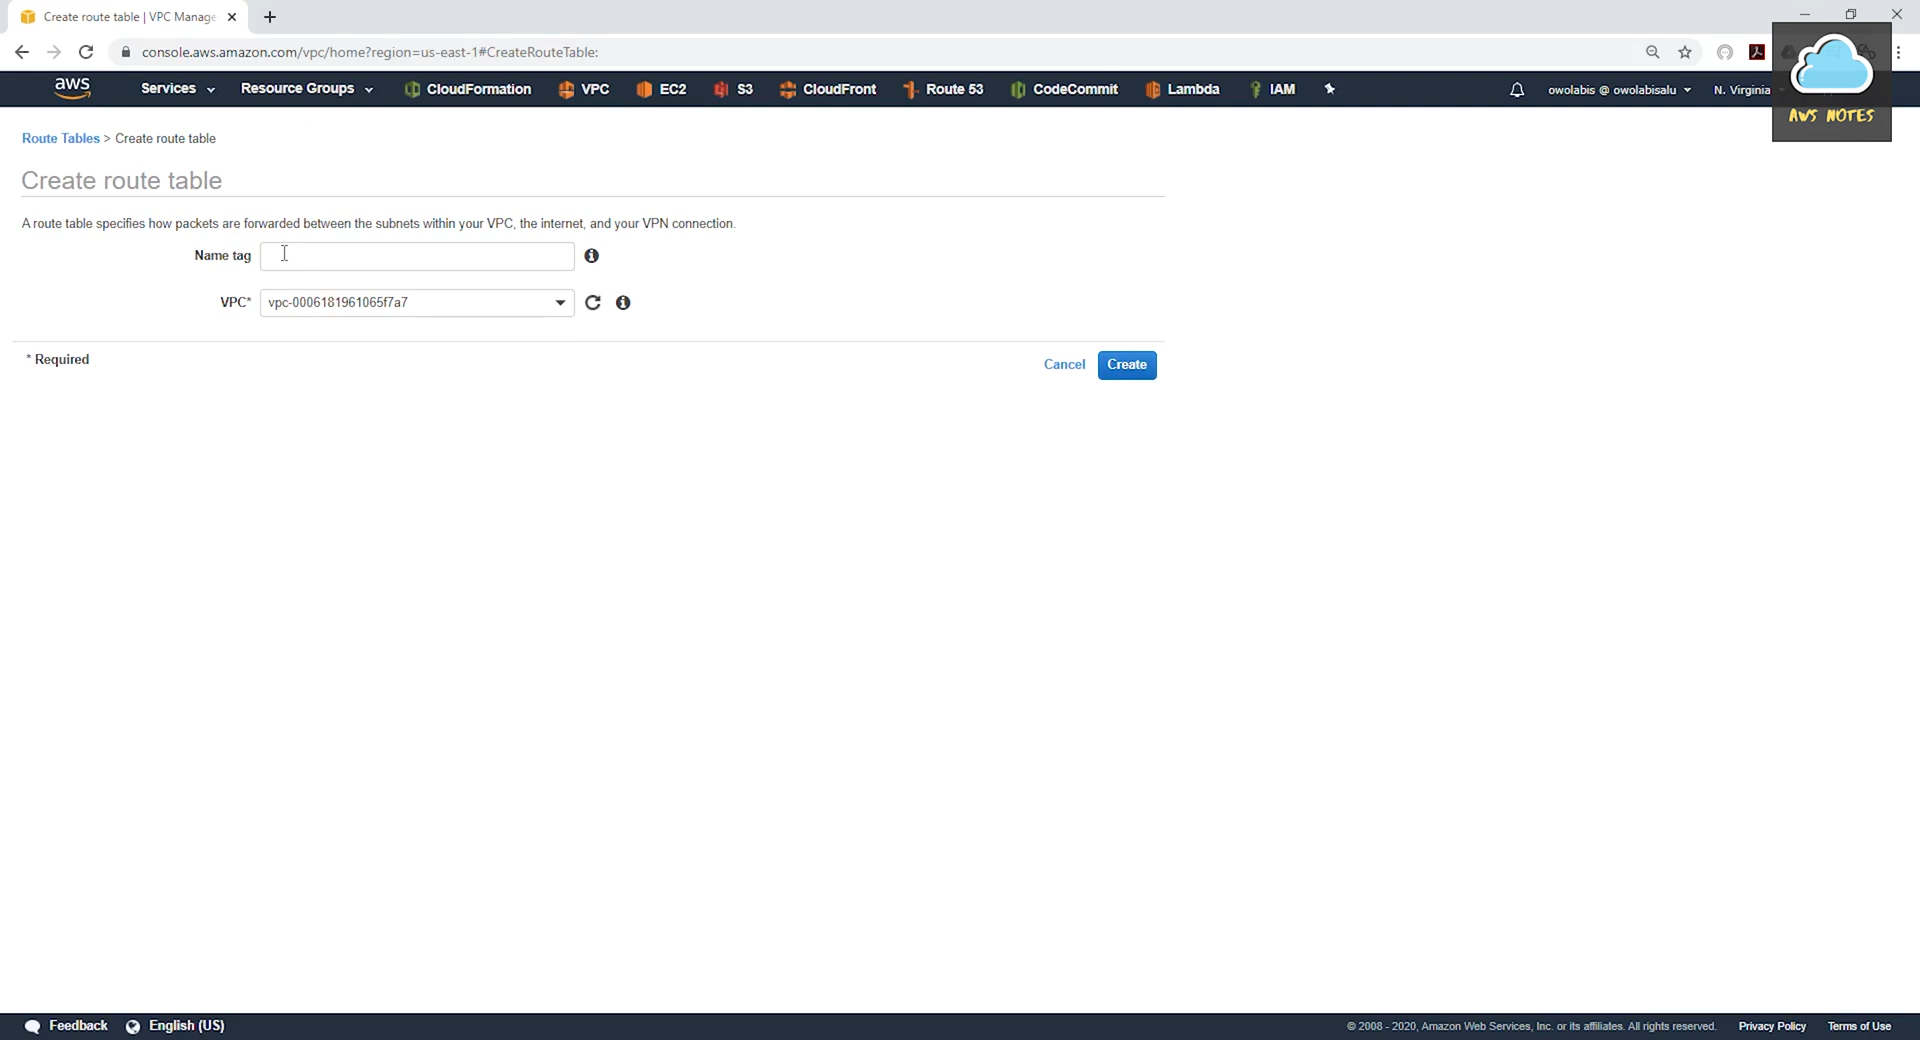 Create route table | VPC Manage
console.aws.amazon.com/vpc/home?region=us-east-1#CreateRouteTable:
aws Services Resource Groups CloudFormation VPC EC2 S3 CloudFront Route 53 CodeCommit Lambda IAM owolabis @ owolabisalu N. Virginia
AWS NOTES
Route Tables > Create route table
Create route table
A route table specifies how packets are forwarded between the subnets within your VPC, the internet, and your VPN connection.
Name tag
VPC* vpc-0006181961065f7a7
* Required
Cancel Create
Feedback English (US) © 2008 - 2020, Amazon Web Services, Inc. or its affiliates. All rights reserved. Privacy Policy Terms of Use